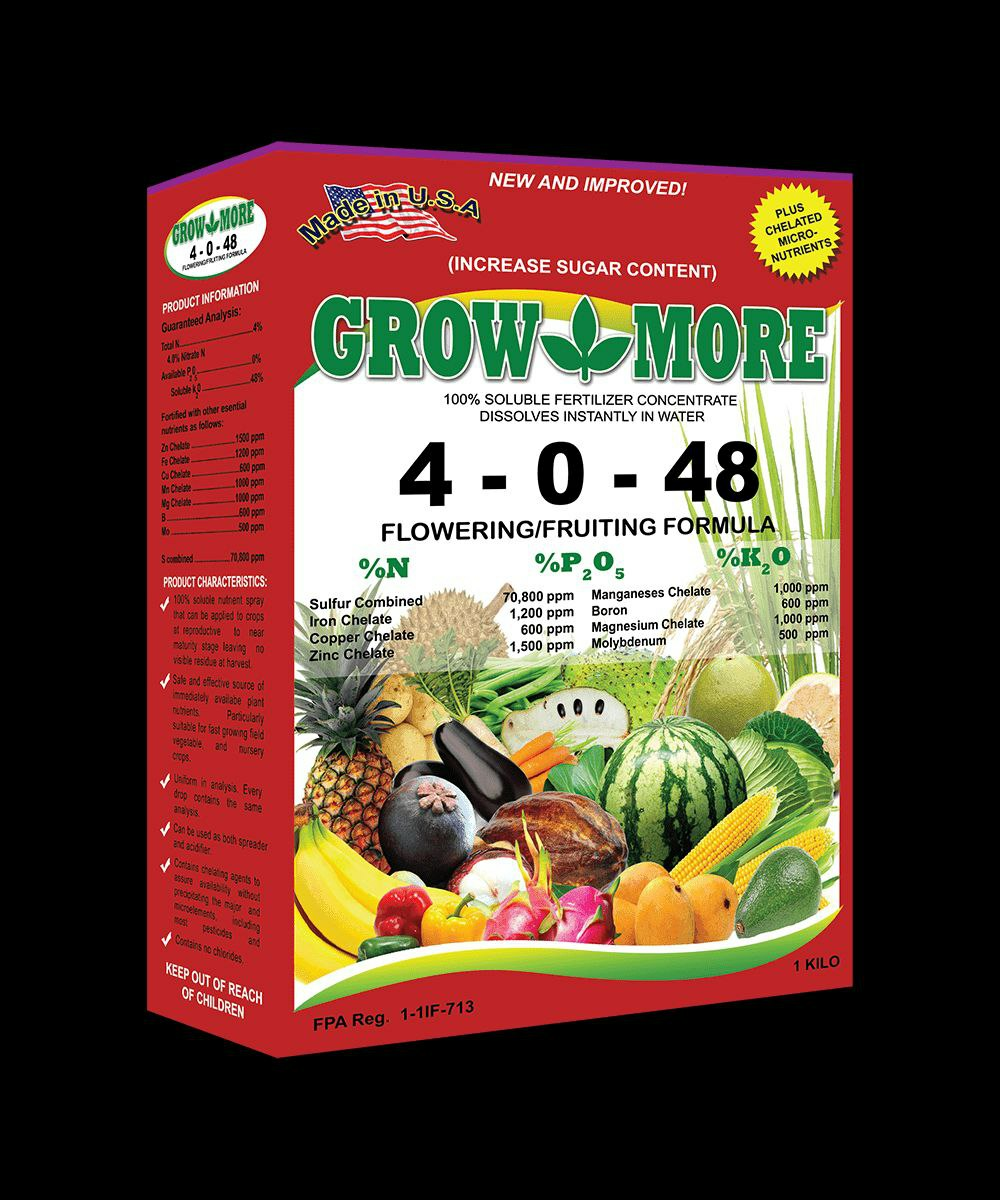 GROW MORE
4 - 0 - 48
FLOWERING/FRUITING FORMULA
PRODUCT INFORMATION
Guaranteed Analysis:
Total N 4%
4.0% Nitrate N
Available P2O5 0%
Soluble K2O 48%
Fortified with other esential
nutrients as follows:
Zn Chelate 1500 ppm
Fe Chelate 1200 ppm
Cu Chelate 600 ppm
Mn Chelate 1000 ppm
Mg Chelate 1000 ppm
B 600 ppm
Mo 500 ppm
S combined 70,800 ppm
PRODUCT CHARACTERISTICS:
100% soluble nutrient spray
that can be applied to crops
at reproductive to near
maturity stage leaving no
visible residue at harvest.
Safe and effective source of
immediately availabe plant
nutrients. Particularly
suitable for fast growing field
vegetable, and nursery
crops.
Uniform in analysis. Every
drop contains the same
analysis.
Can be used as both spreader
and acidifier.
Contains chelating agents to
assure availability without
precipitating the major and
microelements, including
most pesticides and
Contains no chlorides.
KEEP OUT OF REACH
OF CHILDREN
Made in U.S.A
NEW AND IMPROVED!
PLUS
CHELATED
MICRO-
NUTRIENTS
(INCREASE SUGAR CONTENT)
GROW MORE
100% SOLUBLE FERTILIZER CONCENTRATE
DISSOLVES INSTANTLY IN WATER
4 - 0 - 48
FLOWERING/FRUITING FORMULA
%N %P2O5 %K2O
Sulfur Combined 70,800 ppm Manganeses Chelate 1,000 ppm
Iron Chelate 1,200 ppm Boron 600 ppm
Copper Chelate 600 ppm Magnesium Chelate 1,000 ppm
Zinc Chelate 1,500 ppm Molybdenum 500 ppm
FPA Reg. 1-1IF-713
1 KILO